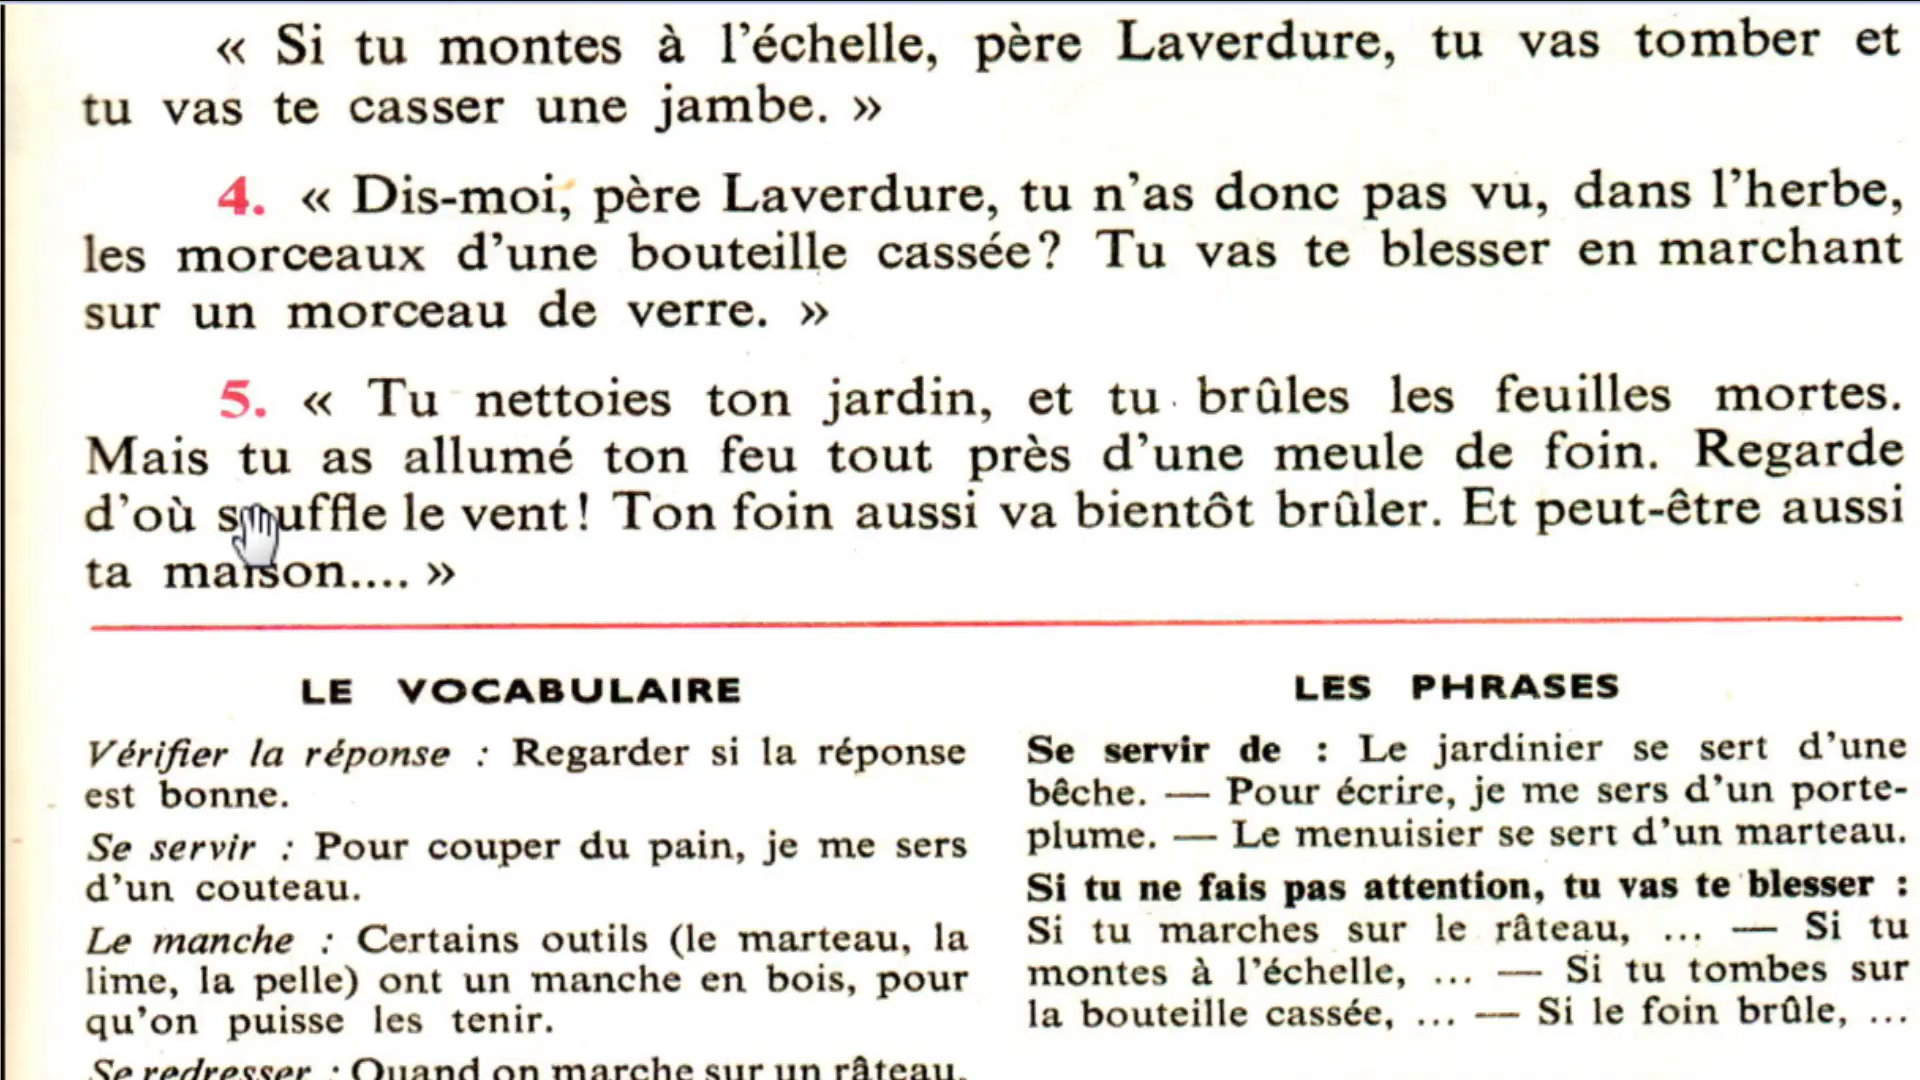 « Si tu montes à l'échelle, père Laverdure, tu vas tomber et
tu vas te casser une jambe. »
4. « Dis-moi, père Laverdure, tu n'as donc pas vu, dans l'herbe,
les morceaux d'une bouteille cassée? Tu vas te blesser en marchant
sur un morceau de verre. »
5. « Tu nettoies ton jardin, et tu brûles les feuilles mortes.
Mais tu as allumé ton feu tout près d'une meule de foin. Regarde
d'où souffle le vent! Ton foin aussi va bientôt brûler. Et peut-être aussi
ta maison.... »
LE VOCABULAIRE
Vérifier la réponse : Regarder si la réponse
est bonne.
Se servir : Pour couper du pain, je me sers
d'un couteau.
Le manche : Certains outils (le marteau, la
lime, la pelle) ont un manche en bois, pour
qu'on puisse les tenir.
Se redresser : Quand on marche sur un râteau,
LES PHRASES
Se servir de : Le jardinier se sert d'une
bêche. — Pour écrire, je me sers d'un porte-
plume. — Le menuisier se sert d'un marteau.
Si tu ne fais pas attention, tu vas te blesser :
Si tu marches sur le râteau, ... — Si tu
montes à l'échelle, ... — Si tu tombes sur
la bouteille cassée, ... — Si le foin brûle, ...